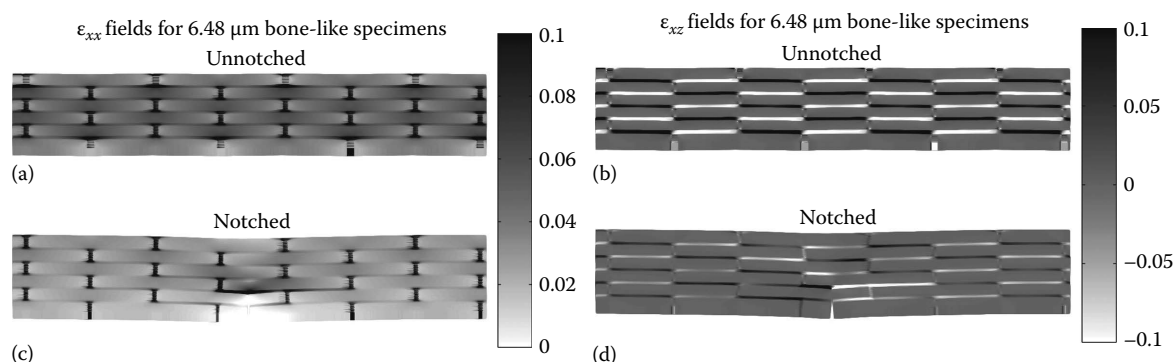 ε_xx fields for 6.48 μm bone-like specimens
Unnotched
(a)
Notched
(c)
0.1
0.08
0.06
0.04
0.02
0
ε_xz fields for 6.48 μm bone-like specimens
Unnotched
(b)
Notched
(d)
0.1
0.05
0
−0.05
−0.1